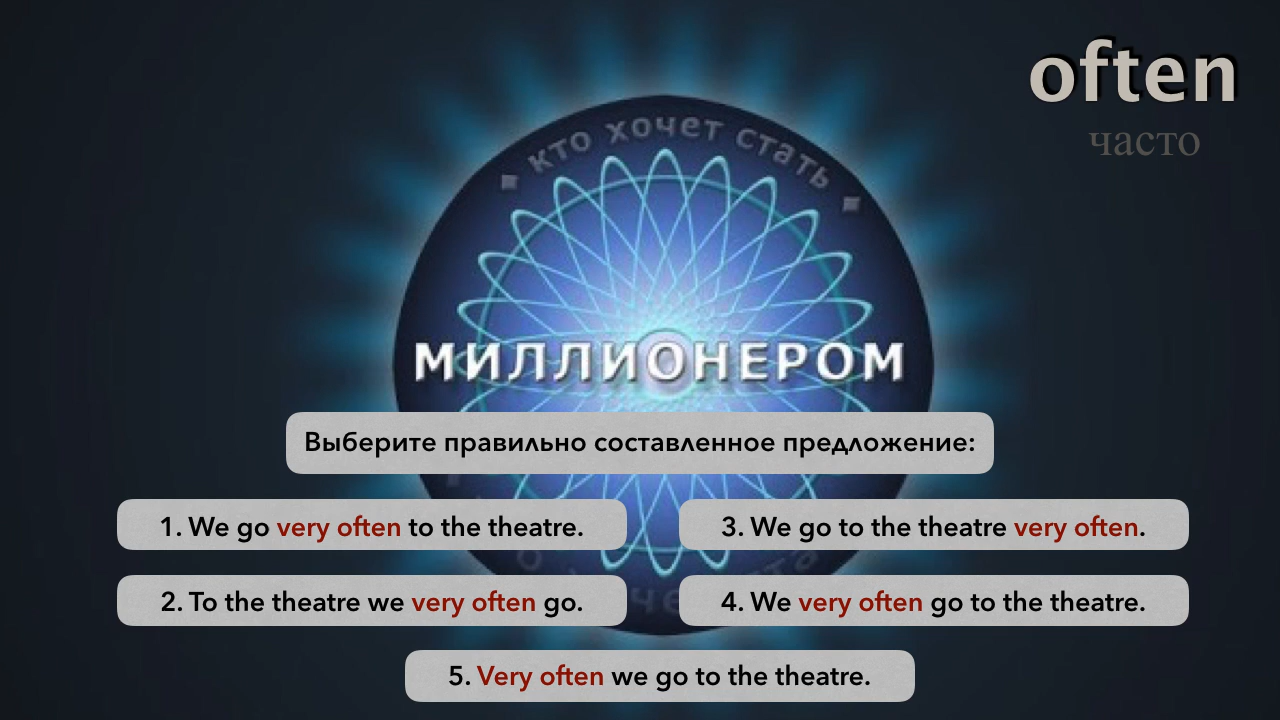 often
часто
кто хочет стать
МИЛЛИОНЕРОМ
Выберите правильно составленное предложение:
1. We go very often to the theatre.
3. We go to the theatre very often.
2. To the theatre we very often go.
4. We very often go to the theatre.
5. Very often we go to the theatre.